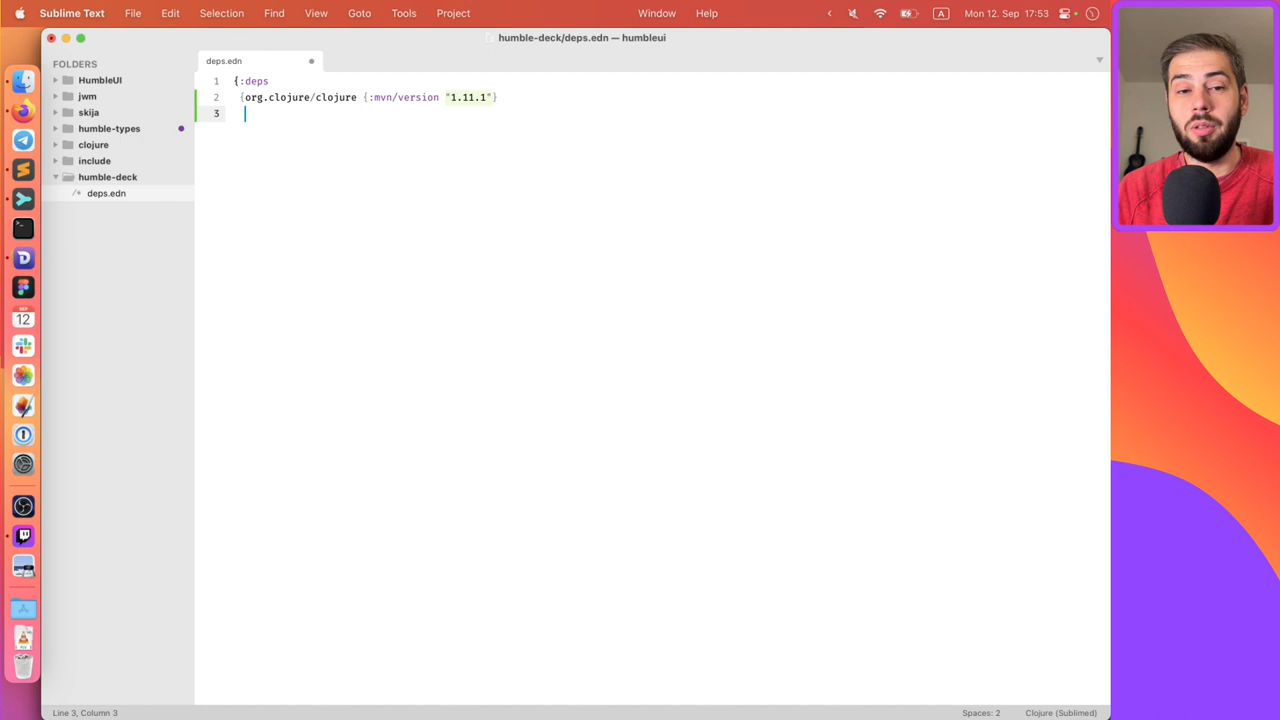 Sublime Text File Edit Selection Find View Goto Tools Project Window Help A Mon 12. Sep 17:53
humble-deck/deps.edn — humbleui
FOLDERS
HumbleUI
jwm
skija
humble-types
clojure
include
humble-deck
/* deps.edn
deps.edn
1 {:deps
2 {org.clojure/clojure {:mvn/version "1.11.1"}
3
SEP
12
Line 3, Column 3
Spaces: 2
Clojure (Sublimed)